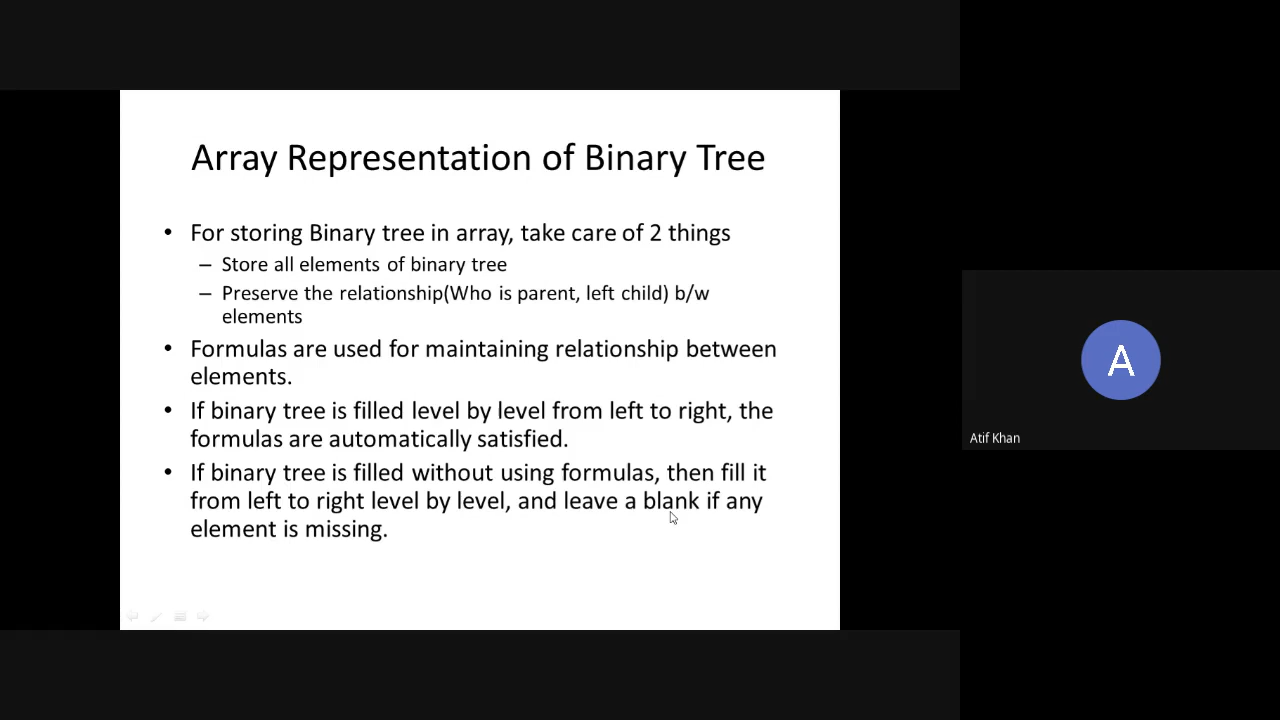 Array Representation of Binary Tree
• For storing Binary tree in array, take care of 2 things
– Store all elements of binary tree
– Preserve the relationship(Who is parent, left child) b/w
elements
• Formulas are used for maintaining relationship between
elements.
• If binary tree is filled level by level from left to right, the
formulas are automatically satisfied.
• If binary tree is filled without using formulas, then fill it
from left to right level by level, and leave a blank if any
element is missing.
A
Atif Khan